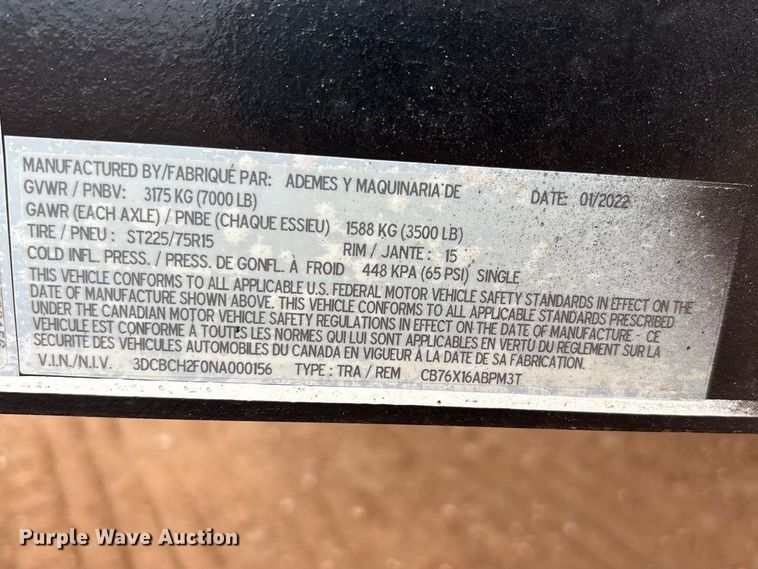 MANUFACTURED BY/FABRIQUÉ PAR: ADEMES Y MAQUINARIA DE DATE: 01/2022
GVWR / PNBV: 3175 KG (7000 LB)
GAWR (EACH AXLE) / PNBE (CHAQUE ESSIEU) 1588 KG (3500 LB)
TIRE / PNEU : ST225/75R15 RIM / JANTE : 15
COLD INFL. PRESS. / PRESS. DE GONFL. À FROID 448 KPA (65 PSI) SINGLE
THIS VEHICLE CONFORMS TO ALL APPLICABLE U.S. FEDERAL MOTOR VEHICLE SAFETY STANDARDS IN EFFECT ON THE
DATE OF MANUFACTURE SHOWN ABOVE. THIS VEHICLE CONFORMS TO ALL APPLICABLE STANDARDS PRESCRIBED
UNDER THE CANADIAN MOTOR VEHICLE SAFETY REGULATIONS IN EFFECT ON THE DATE OF MANUFACTURE - CE
VÉHICULE EST CONFORME À TOUTES LES NORMES QUI LUI SONT APPLICABLES EN VERTU DU RÈGLEMENT SUR LA
SÉCURITÉ DES VÉHICULES AUTOMOBILES DU CANADA EN VIGUEUR À LA DATE DE SA FABRICATION.
V.I.N./N.I.V. 3DCBCH2F0NA000156 TYPE : TRA / REM CB76X16ABPM3T
Purple Wave Auction